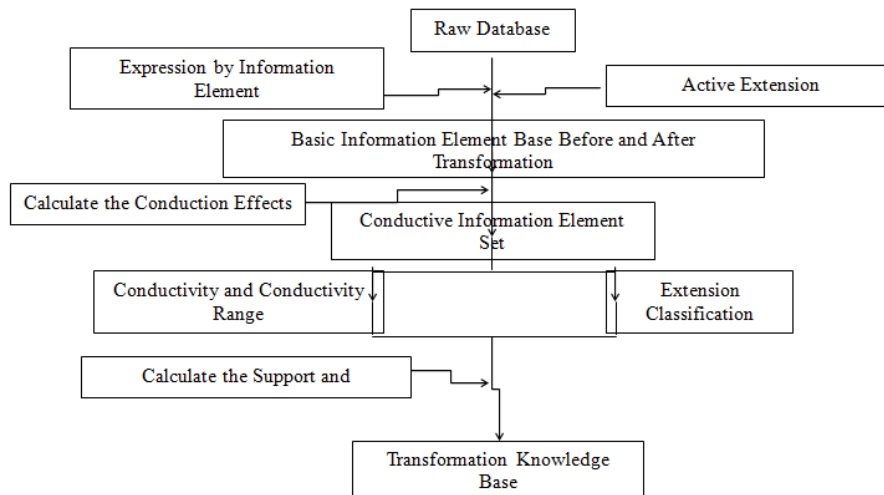 Raw Database
Expression by Information
Element
Active Extension
Basic Information Element Base Before and After
Transformation
Calculate the Conduction Effects
Conductive Information Element
Set
Conductivity and Conductivity
Range
Extension
Classification
Calculate the Support and
Transformation Knowledge
Base